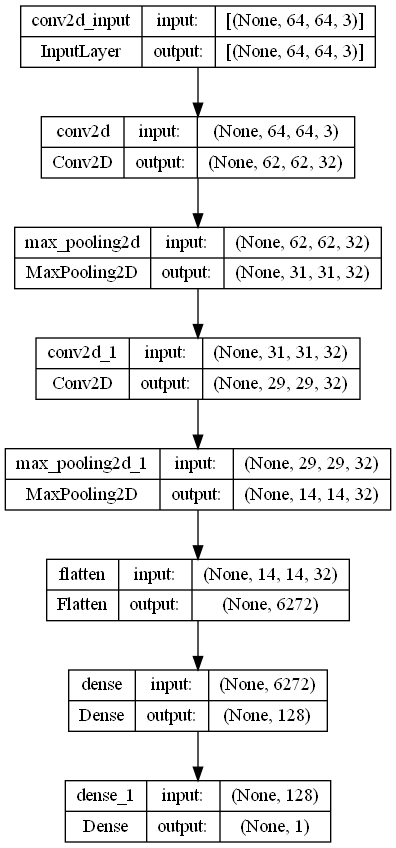 conv2d_input input: [(None, 64, 64, 3)]
InputLayer output: [(None, 64, 64, 3)]
conv2d input: (None, 64, 64, 3)
Conv2D output: (None, 62, 62, 32)
max_pooling2d input: (None, 62, 62, 32)
MaxPooling2D output: (None, 31, 31, 32)
conv2d_1 input: (None, 31, 31, 32)
Conv2D output: (None, 29, 29, 32)
max_pooling2d_1 input: (None, 29, 29, 32)
MaxPooling2D output: (None, 14, 14, 32)
flatten input: (None, 14, 14, 32)
Flatten output: (None, 6272)
dense input: (None, 6272)
Dense output: (None, 128)
dense_1 input: (None, 128)
Dense output: (None, 1)